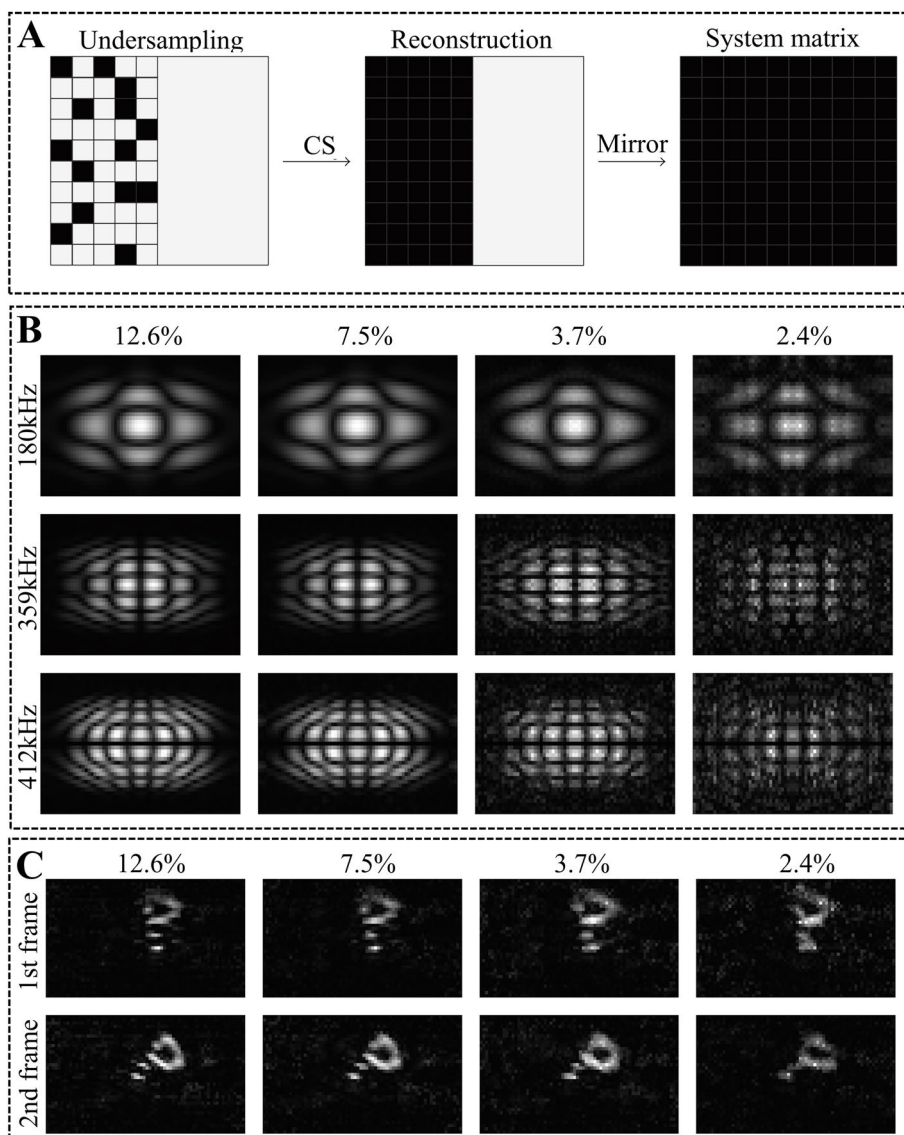 A
Undersampling Reconstruction System matrix
CS Mirror
B
12.6% 7.5% 3.7% 2.4%
180kHz
359kHz
412kHz
C
12.6% 7.5% 3.7% 2.4%
1st frame
2nd frame